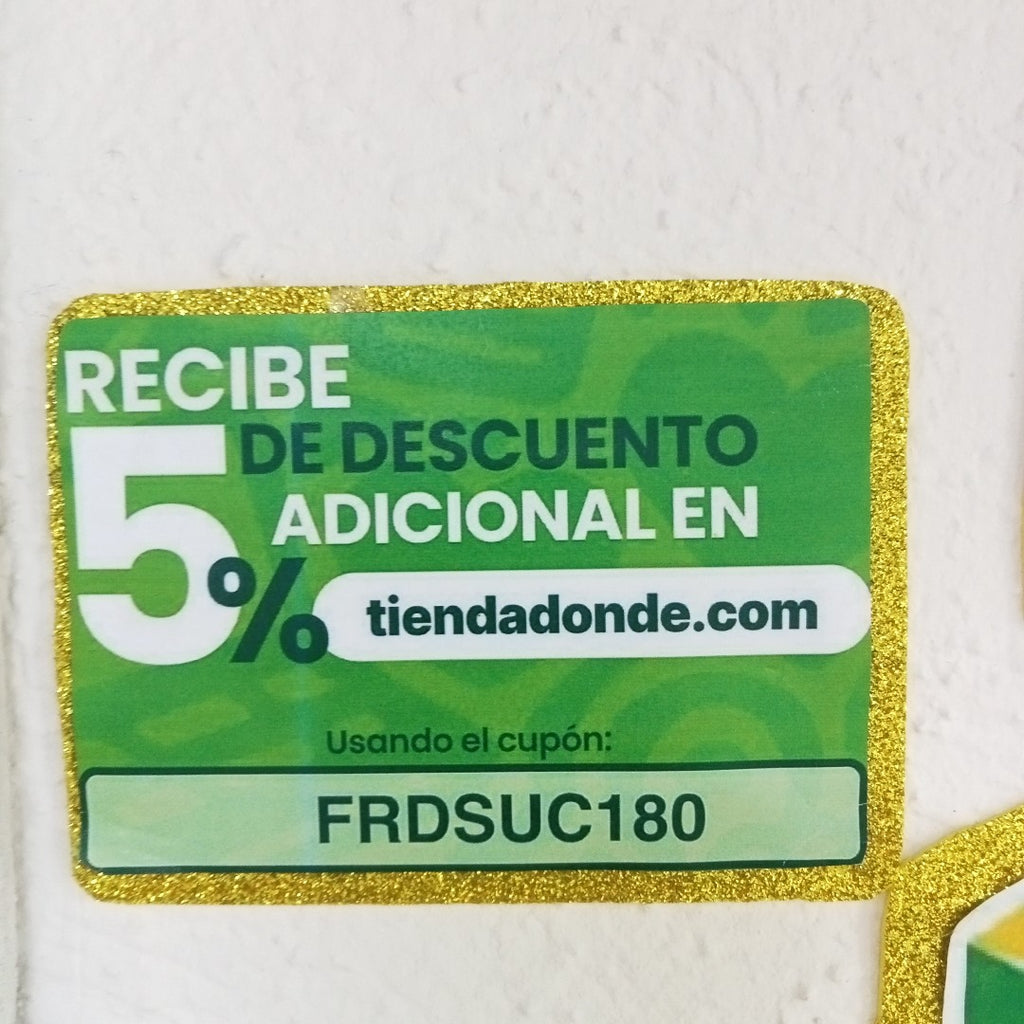 RECIBE
5% DE DESCUENTO
ADICIONAL EN
tiendadonde.com
Usando el cupón:
FRDSUC180